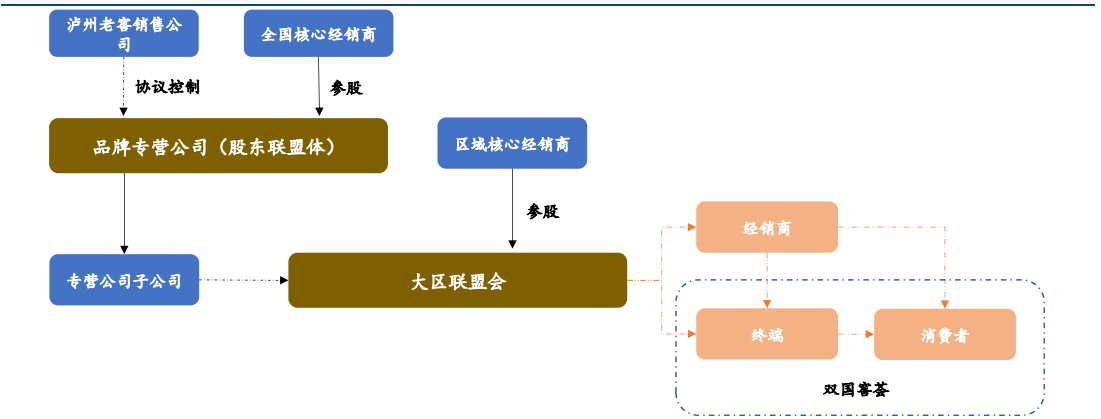 泸州老窖销售公
司
全国核心经销商
协议控制
参股
品牌专营公司（股东联盟体）
区域核心经销商
参股
经销商
专营公司子公司
大区联盟会
终端
消费者
双国窖荟